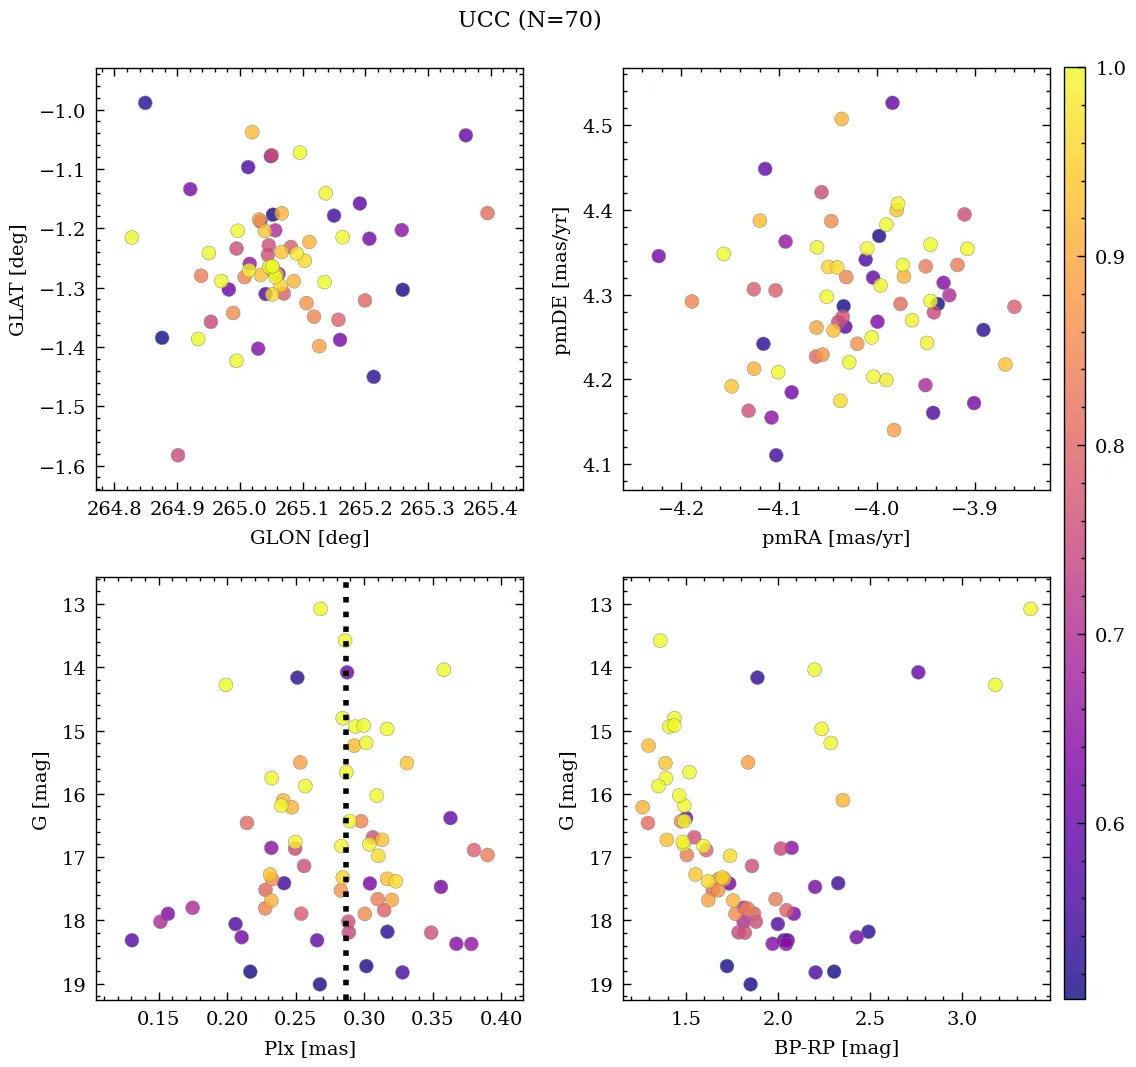 UCC (N=70)
−1.0
−1.1
−1.2
−1.3
−1.4
−1.5
−1.6
GLAT [deg]
264.8 264.9 265.0 265.1 265.2 265.3 265.4
GLON [deg]
4.5
4.4
4.3
4.2
4.1
pmDE [mas/yr]
−4.2 −4.1 −4.0 −3.9
pmRA [mas/yr]
13
14
15
16
17
18
19
G [mag]
0.15 0.20 0.25 0.30 0.35 0.40
Plx [mas]
13
14
15
16
17
18
19
G [mag]
1.5 2.0 2.5 3.0
BP-RP [mag]
1.0
0.9
0.8
0.7
0.6